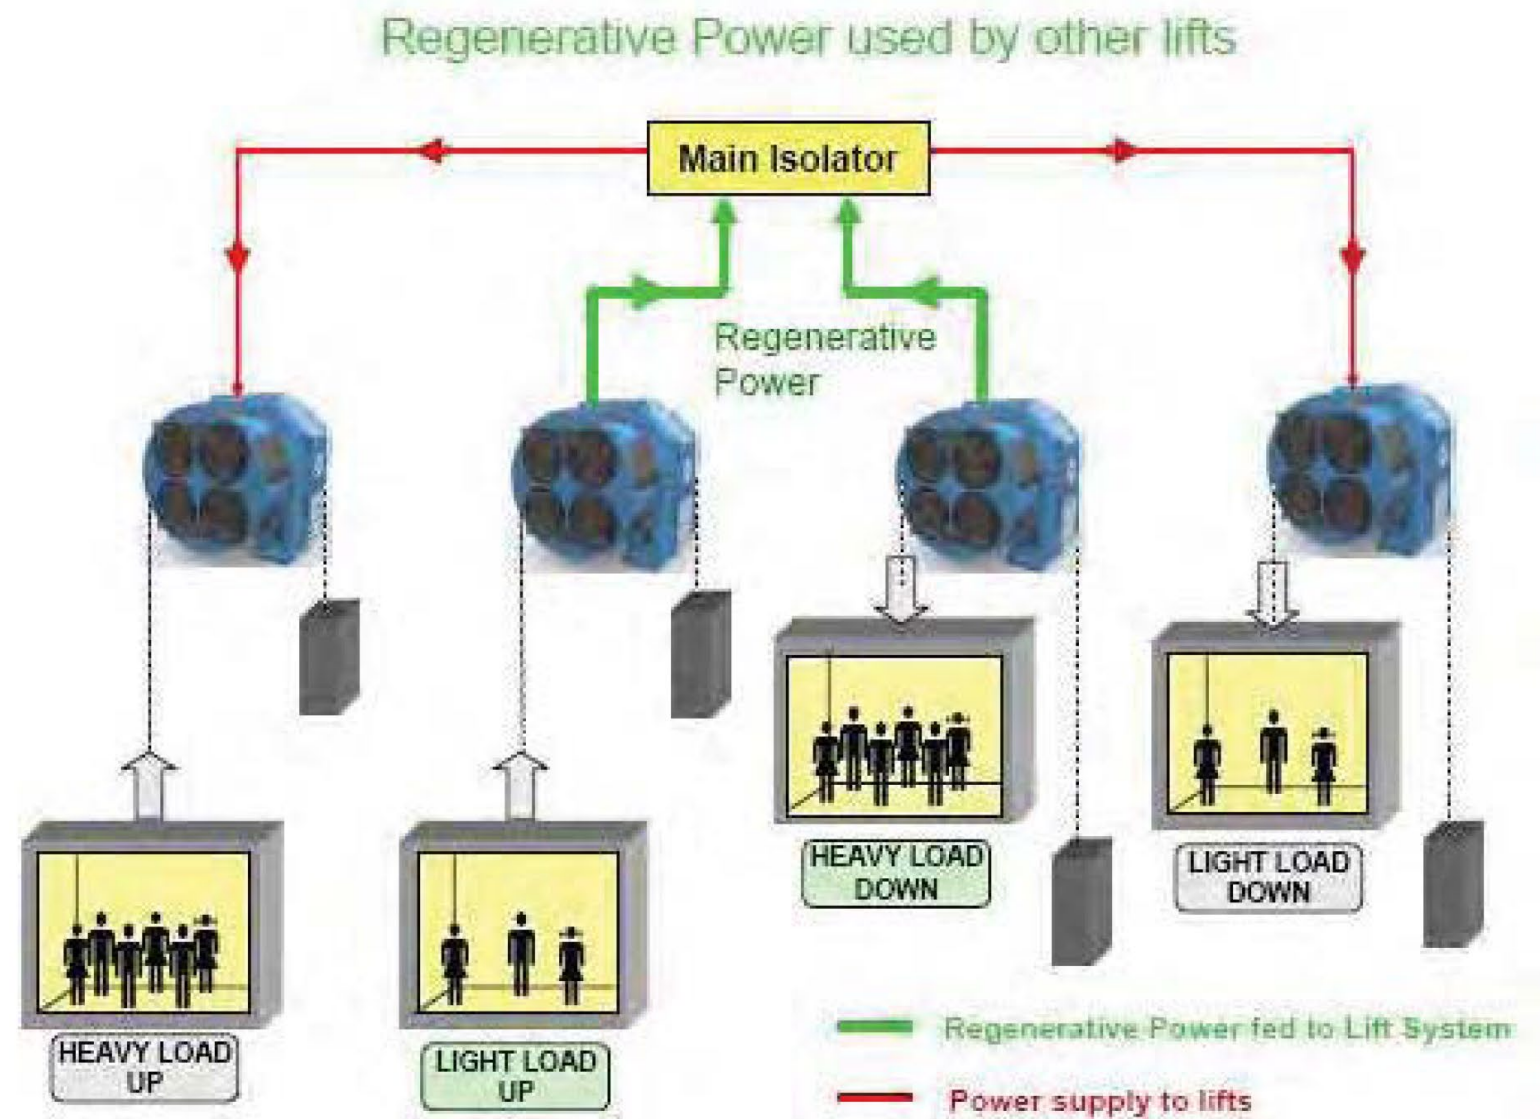 Regenerative Power used by other lifts
Main Isolator
Regenerative
Power
HEAVY LOAD
UP
LIGHT LOAD
UP
HEAVY LOAD
DOWN
LIGHT LOAD
DOWN
Regenerative Power fed to Lift System
Power supply to lifts